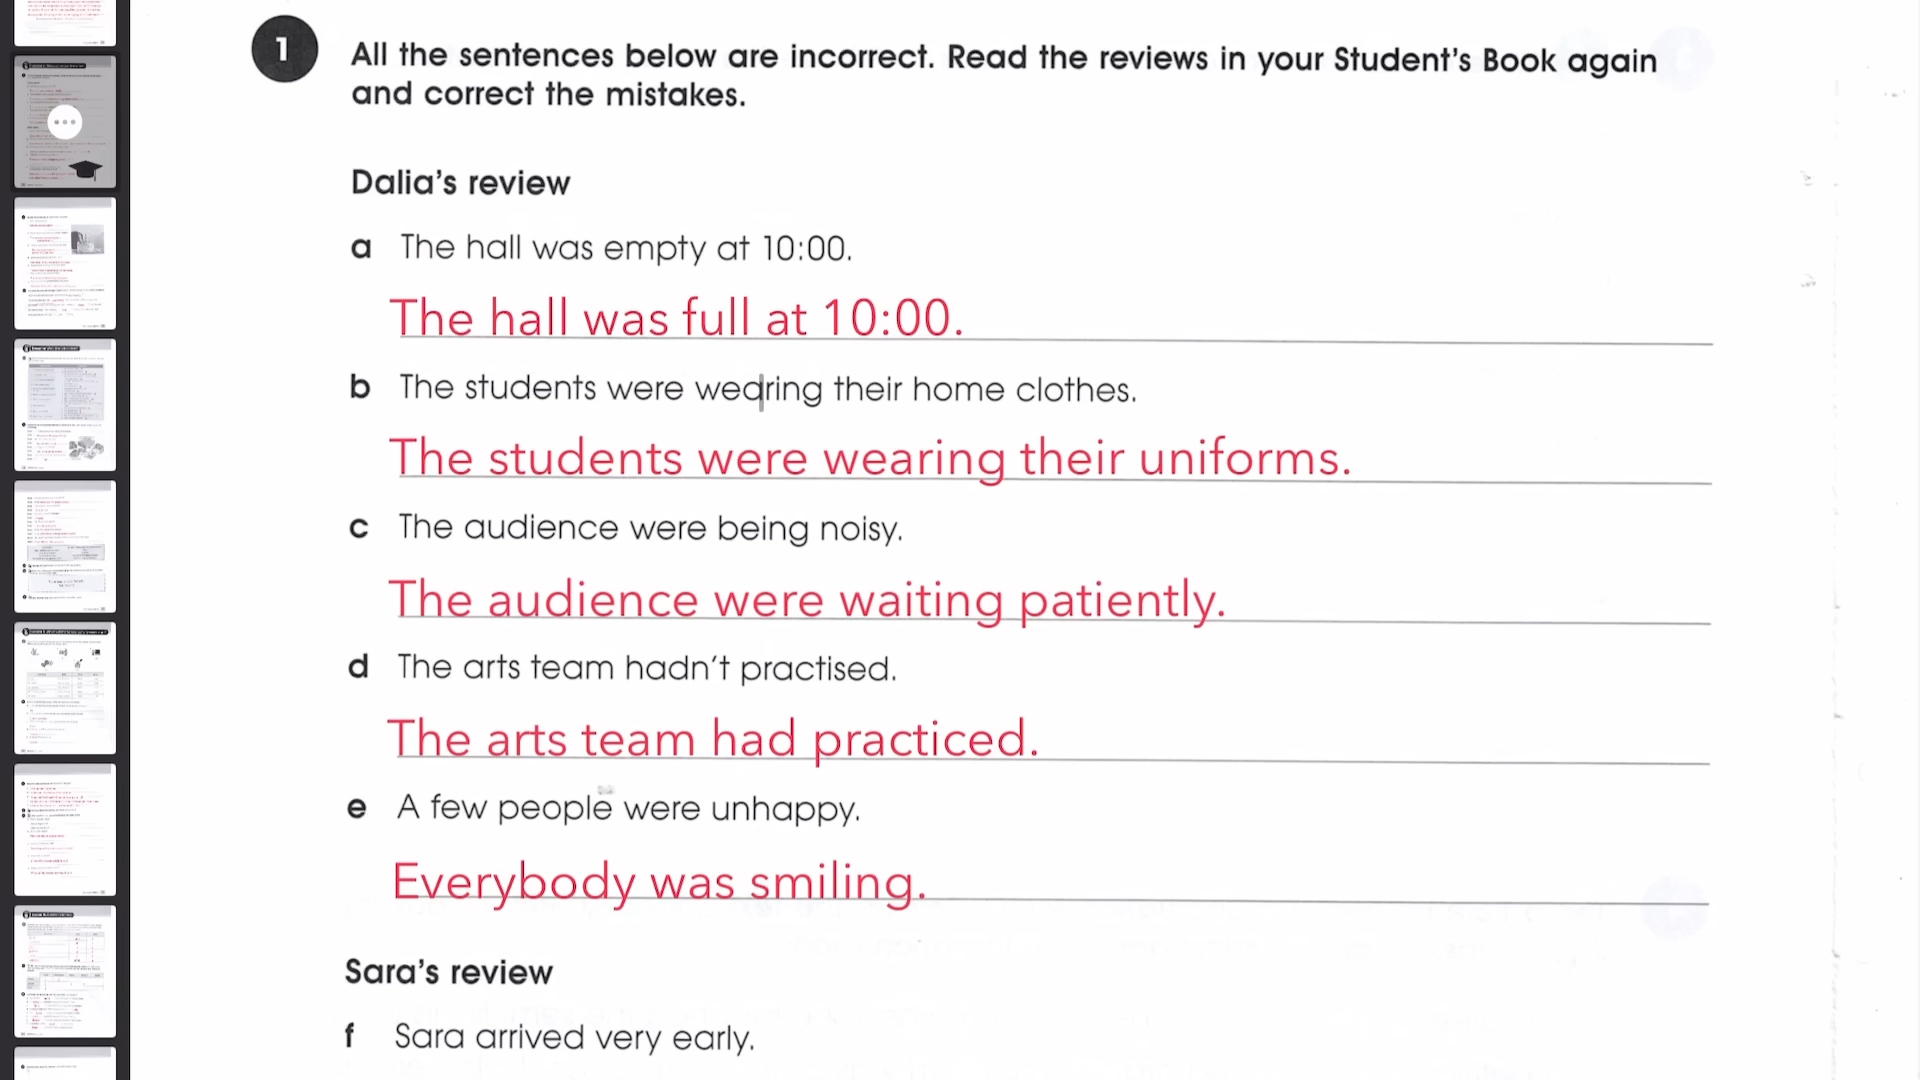 1 All the sentences below are incorrect. Read the reviews in your Student's Book again
and correct the mistakes.
Dalia's review
a The hall was empty at 10:00.
The hall was full at 10:00.
b The students were wearing their home clothes.
The students were wearing their uniforms.
c The audience were being noisy.
The audience were waiting patiently.
d The arts team hadn't practised.
The arts team had practiced.
e A few people were unhappy.
Everybody was smiling.
Sara's review
f Sara arrived very early.